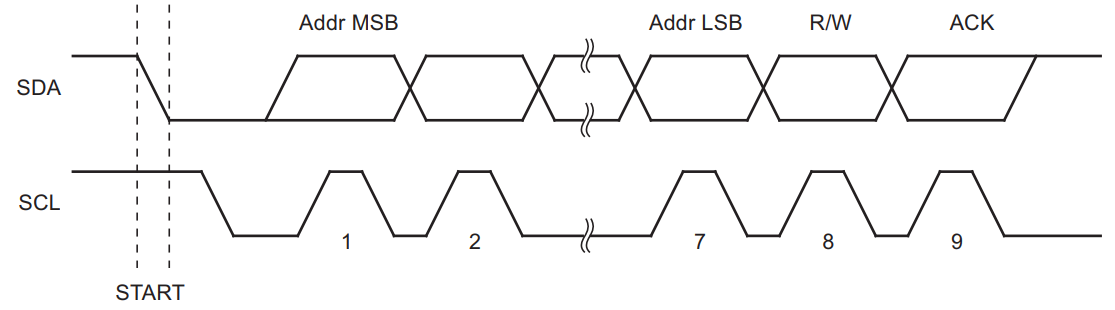 Addr MSB Addr LSB R/W ACK
SDA
SCL
1 2 7 8 9
START